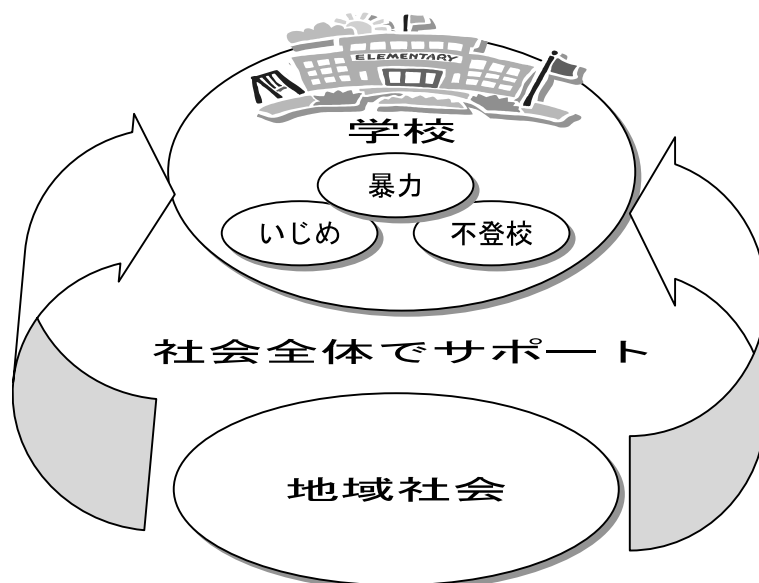 ELEMENTARY
学校
暴力
いじめ
不登校
社会全体でサポート
地域社会